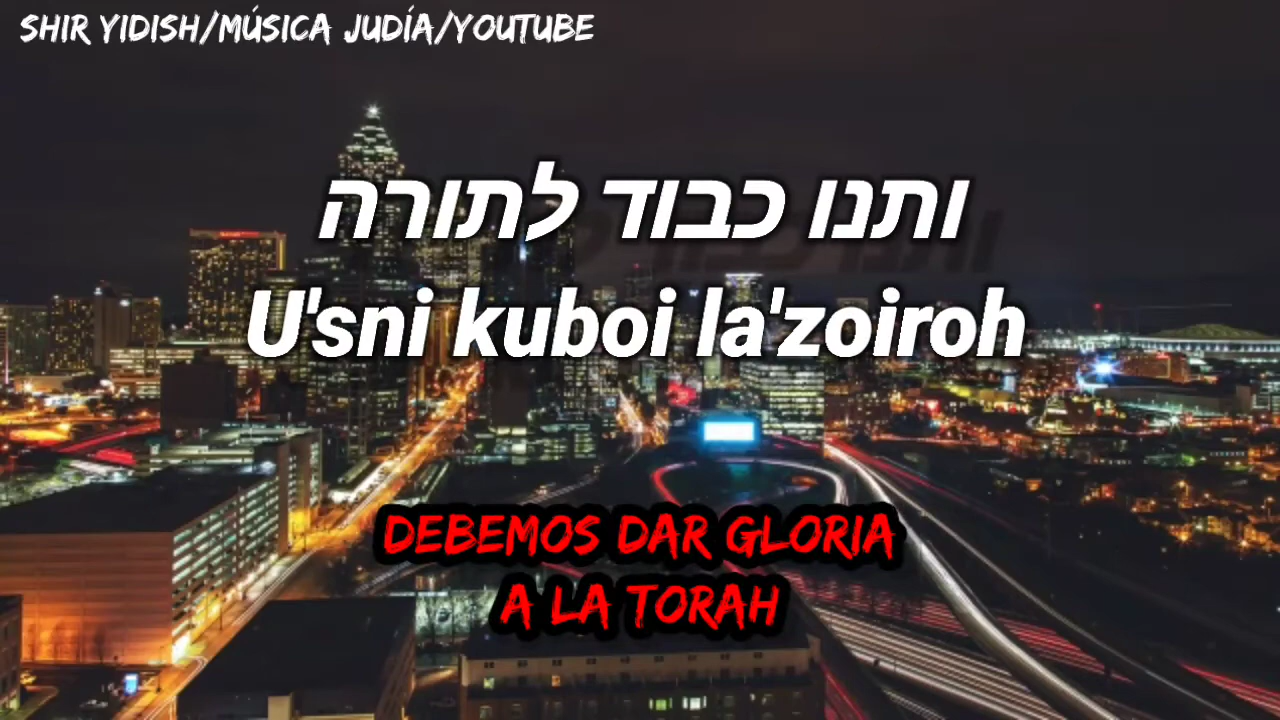 SHIR YIDISH/MÚSICA JUDÍA/YOUTUBE
ותנו כבוד לתורה
U'sni kuboi la'zoiroh
DEBEMOS DAR GLORIA
A LA TORAH